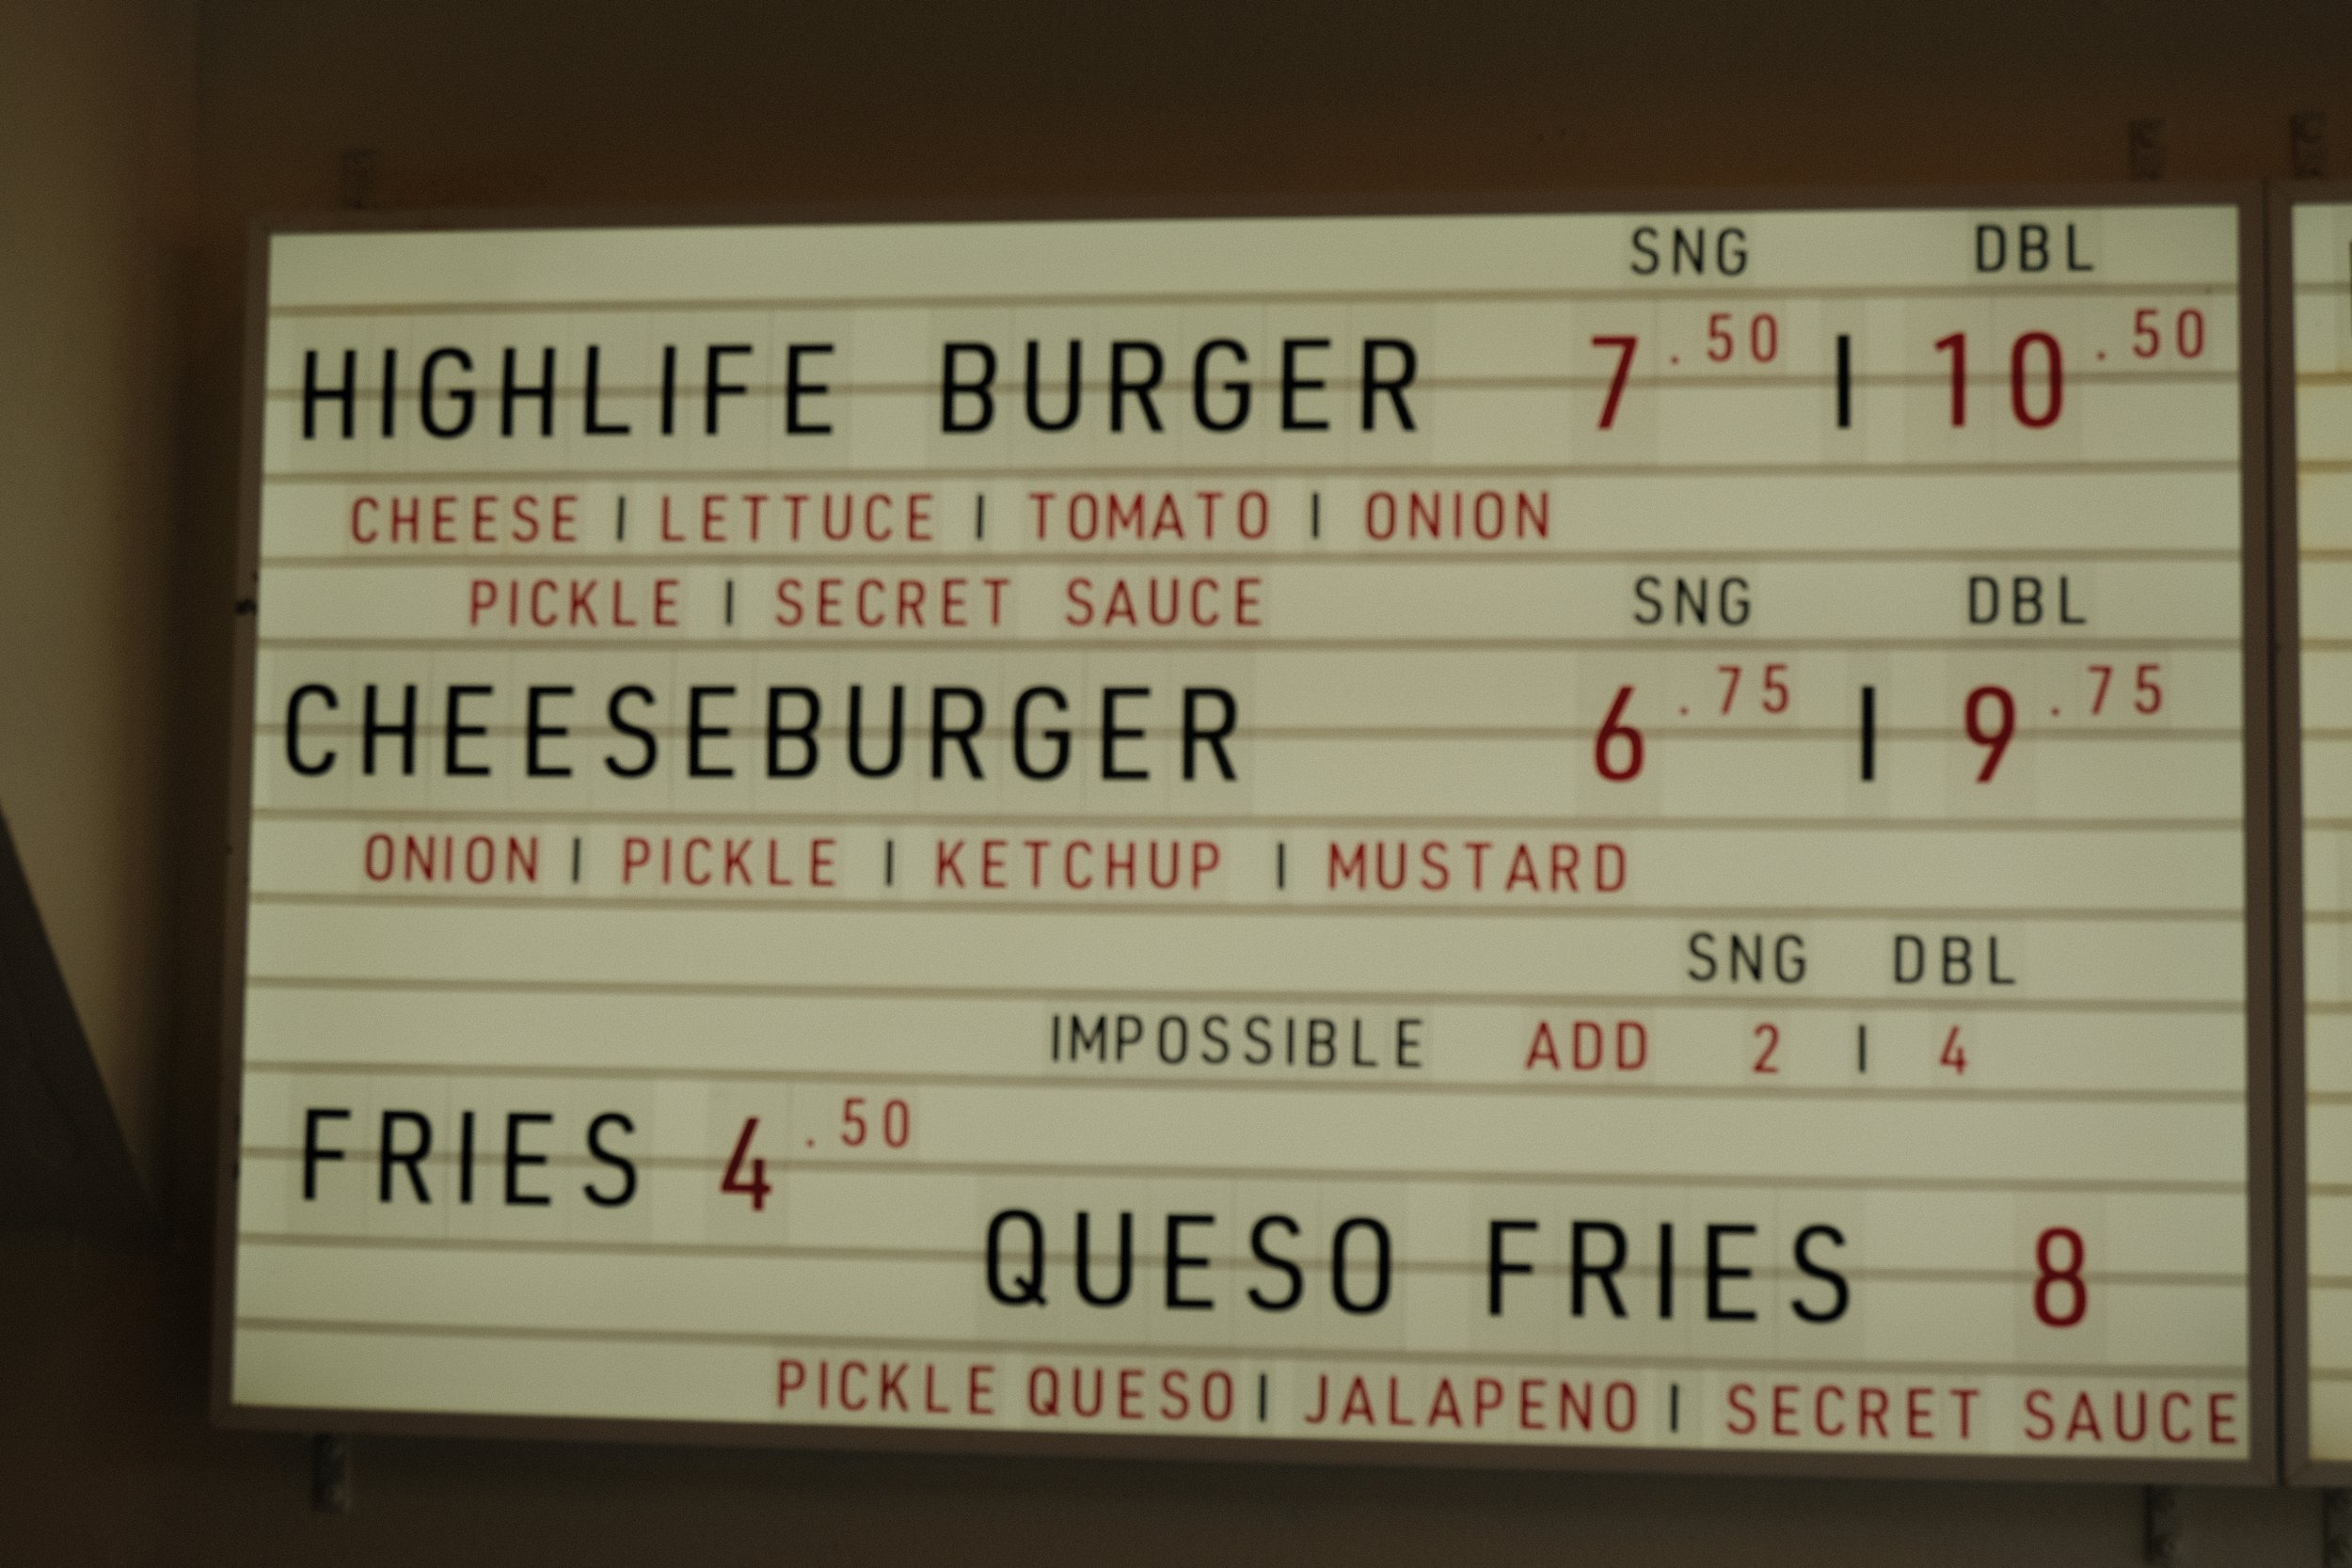 SNG DBL
HIGHLIFE BURGER 7.50 | 10.50
CHEESE | LETTUCE | TOMATO | ONION
PICKLE | SECRET SAUCE SNG DBL
CHEESEBURGER 6.75 | 9.75
ONION | PICKLE | KETCHUP | MUSTARD
SNG DBL
IMPOSSIBLE ADD 2 | 4
FRIES 4.50
QUESO FRIES 8
PICKLE QUESO | JALAPENO | SECRET SAUCE